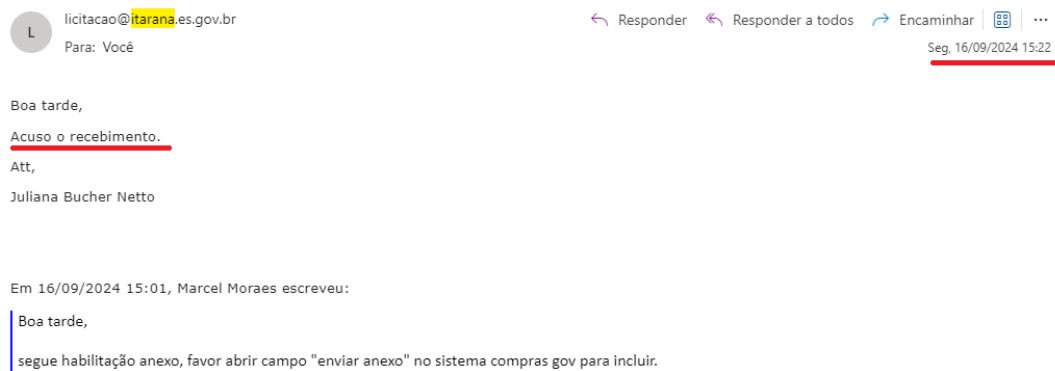 L
licitacao@itarana.es.gov.br
Para: Você
Responder Responder a todos Encaminhar
Seg, 16/09/2024 15:22
Boa tarde,
Acuso o recebimento.
Att,
Juliana Bucher Netto
Em 16/09/2024 15:01, Marcel Moraes escreveu:
Boa tarde,
segue habilitação anexo, favor abrir campo "enviar anexo" no sistema compras gov para incluir.